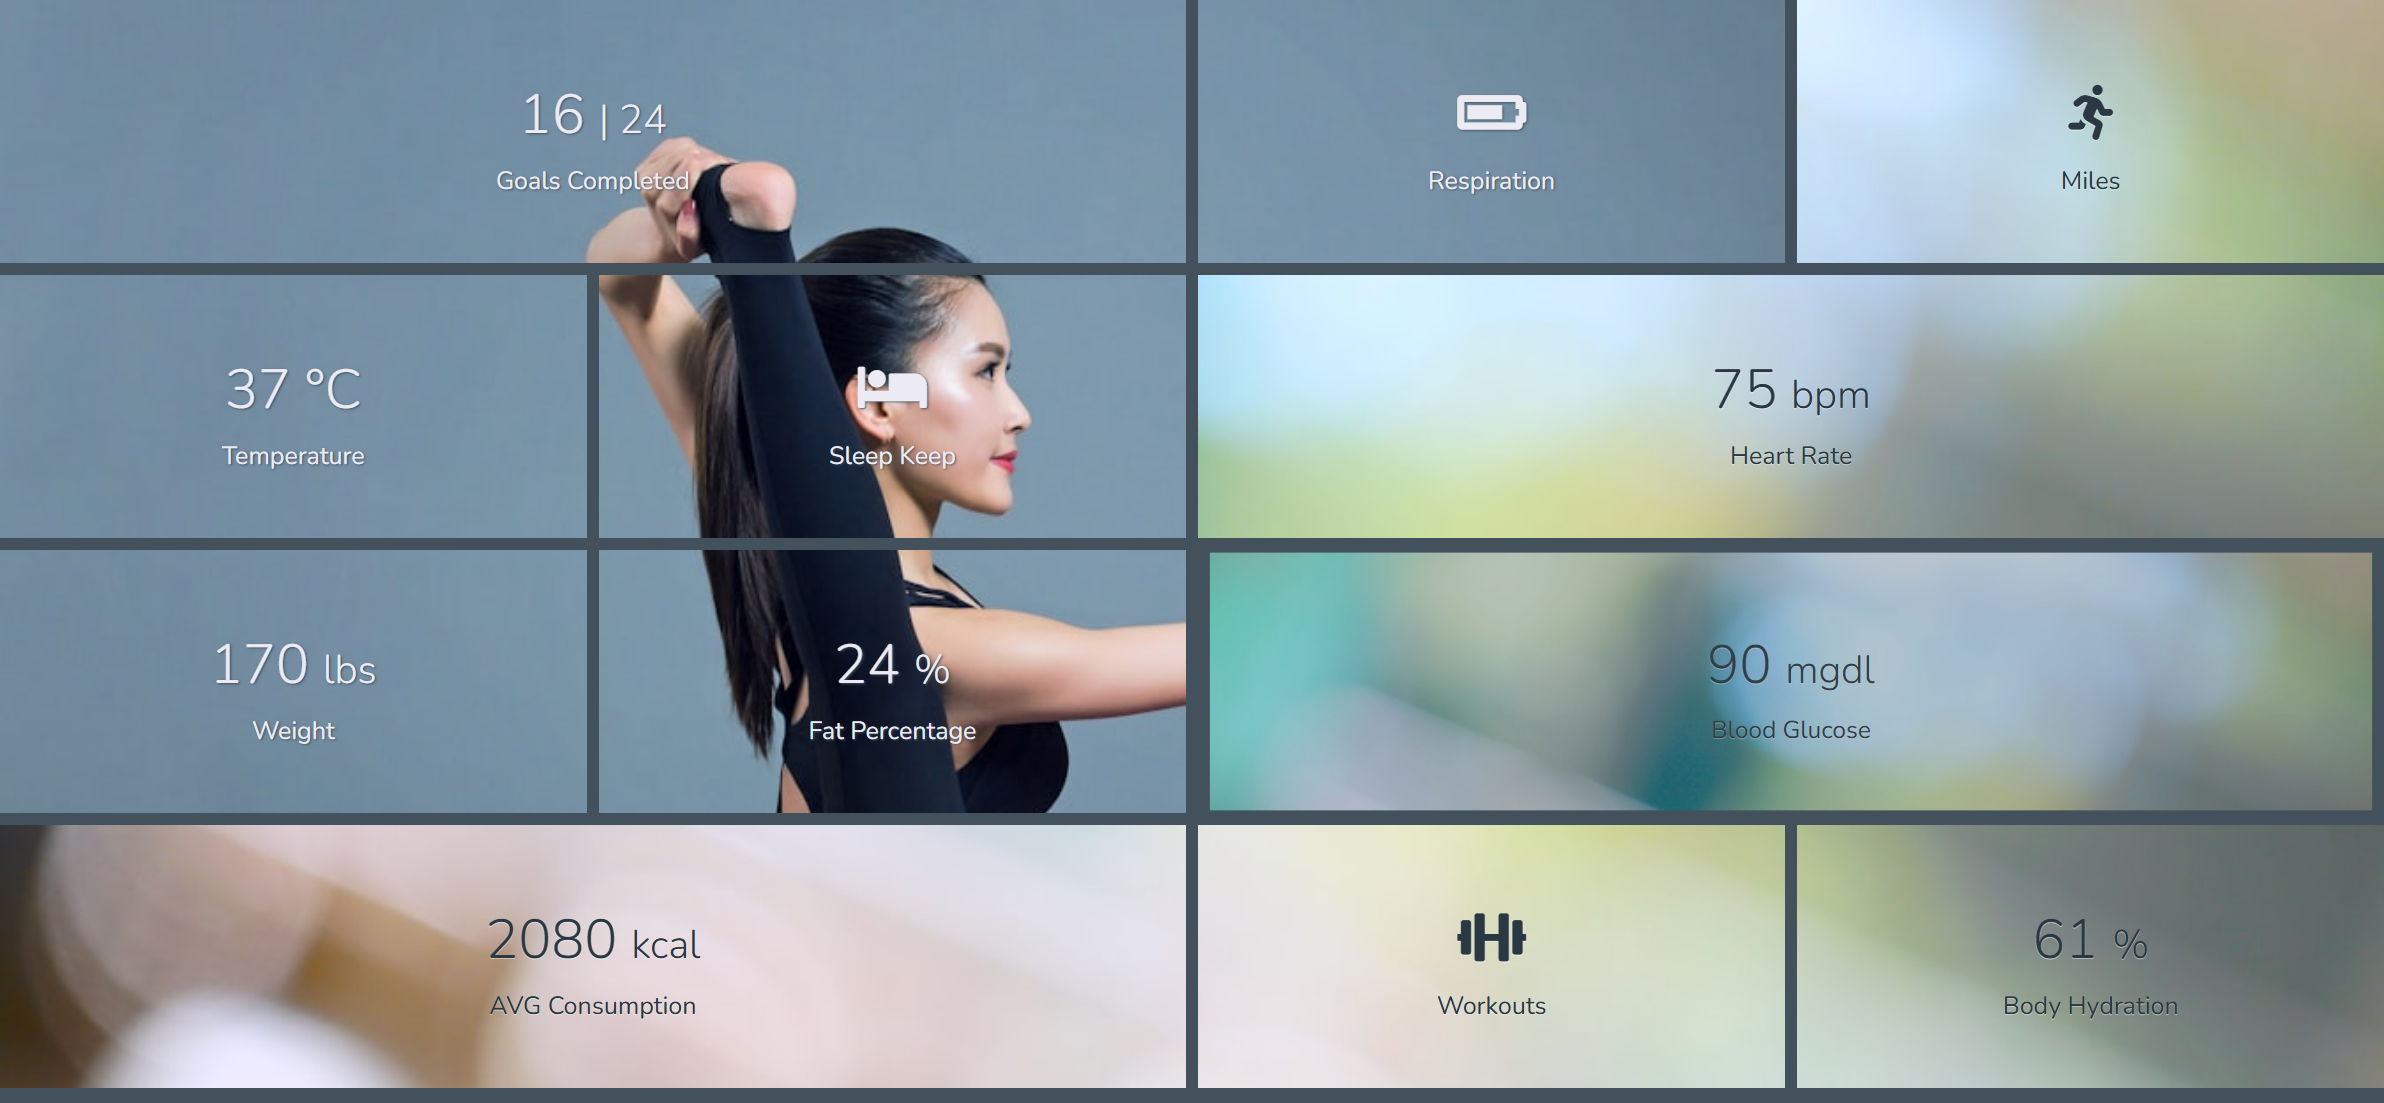 16 | 24
Goals Completed
Respiration
Miles
37 °C
Temperature
Sleep Keep
75 bpm
Heart Rate
170 lbs
Weight
24 %
Fat Percentage
90 mgdl
Blood Glucose
2080 kcal
AVG Consumption
Workouts
61 %
Body Hydration